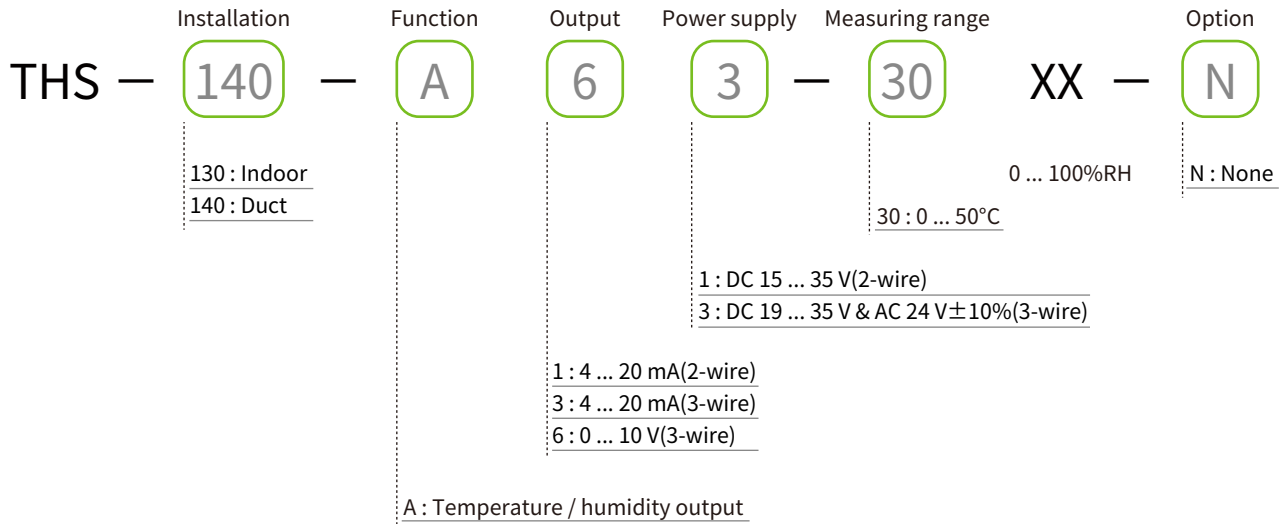 Installation Function Output Power supply Measuring range Option
THS — 140 — A 6 3 — 30 XX — N
130 : Indoor 0 ... 100%RH N : None
140 : Duct
30 : 0 ... 50°C
1 : DC 15 ... 35 V(2-wire)
3 : DC 19 ... 35 V & AC 24 V±10%(3-wire)
1 : 4 ... 20 mA(2-wire)
3 : 4 ... 20 mA(3-wire)
6 : 0 ... 10 V(3-wire)
A : Temperature / humidity output